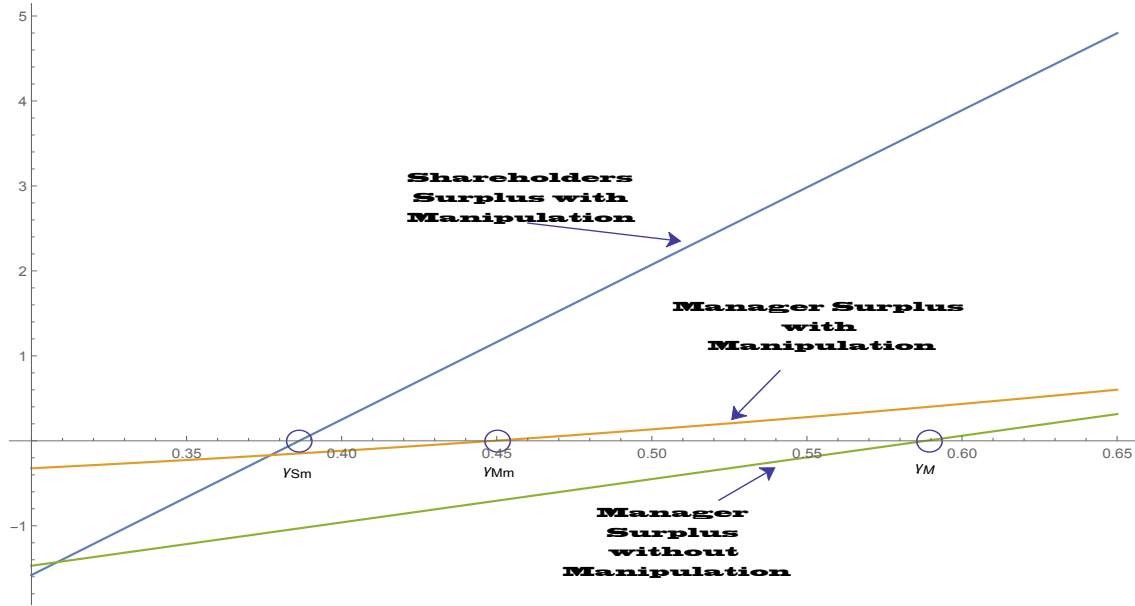 5
4
3
Shareholders
Surplus with
Manipulation
2
Manager Surplus
with
Manipulation
1
0.35
0.40
0.45
0.50
0.55
0.60
0.65
γSm
γMm
γM
−1
Manager
Surplus
without
Manipulation